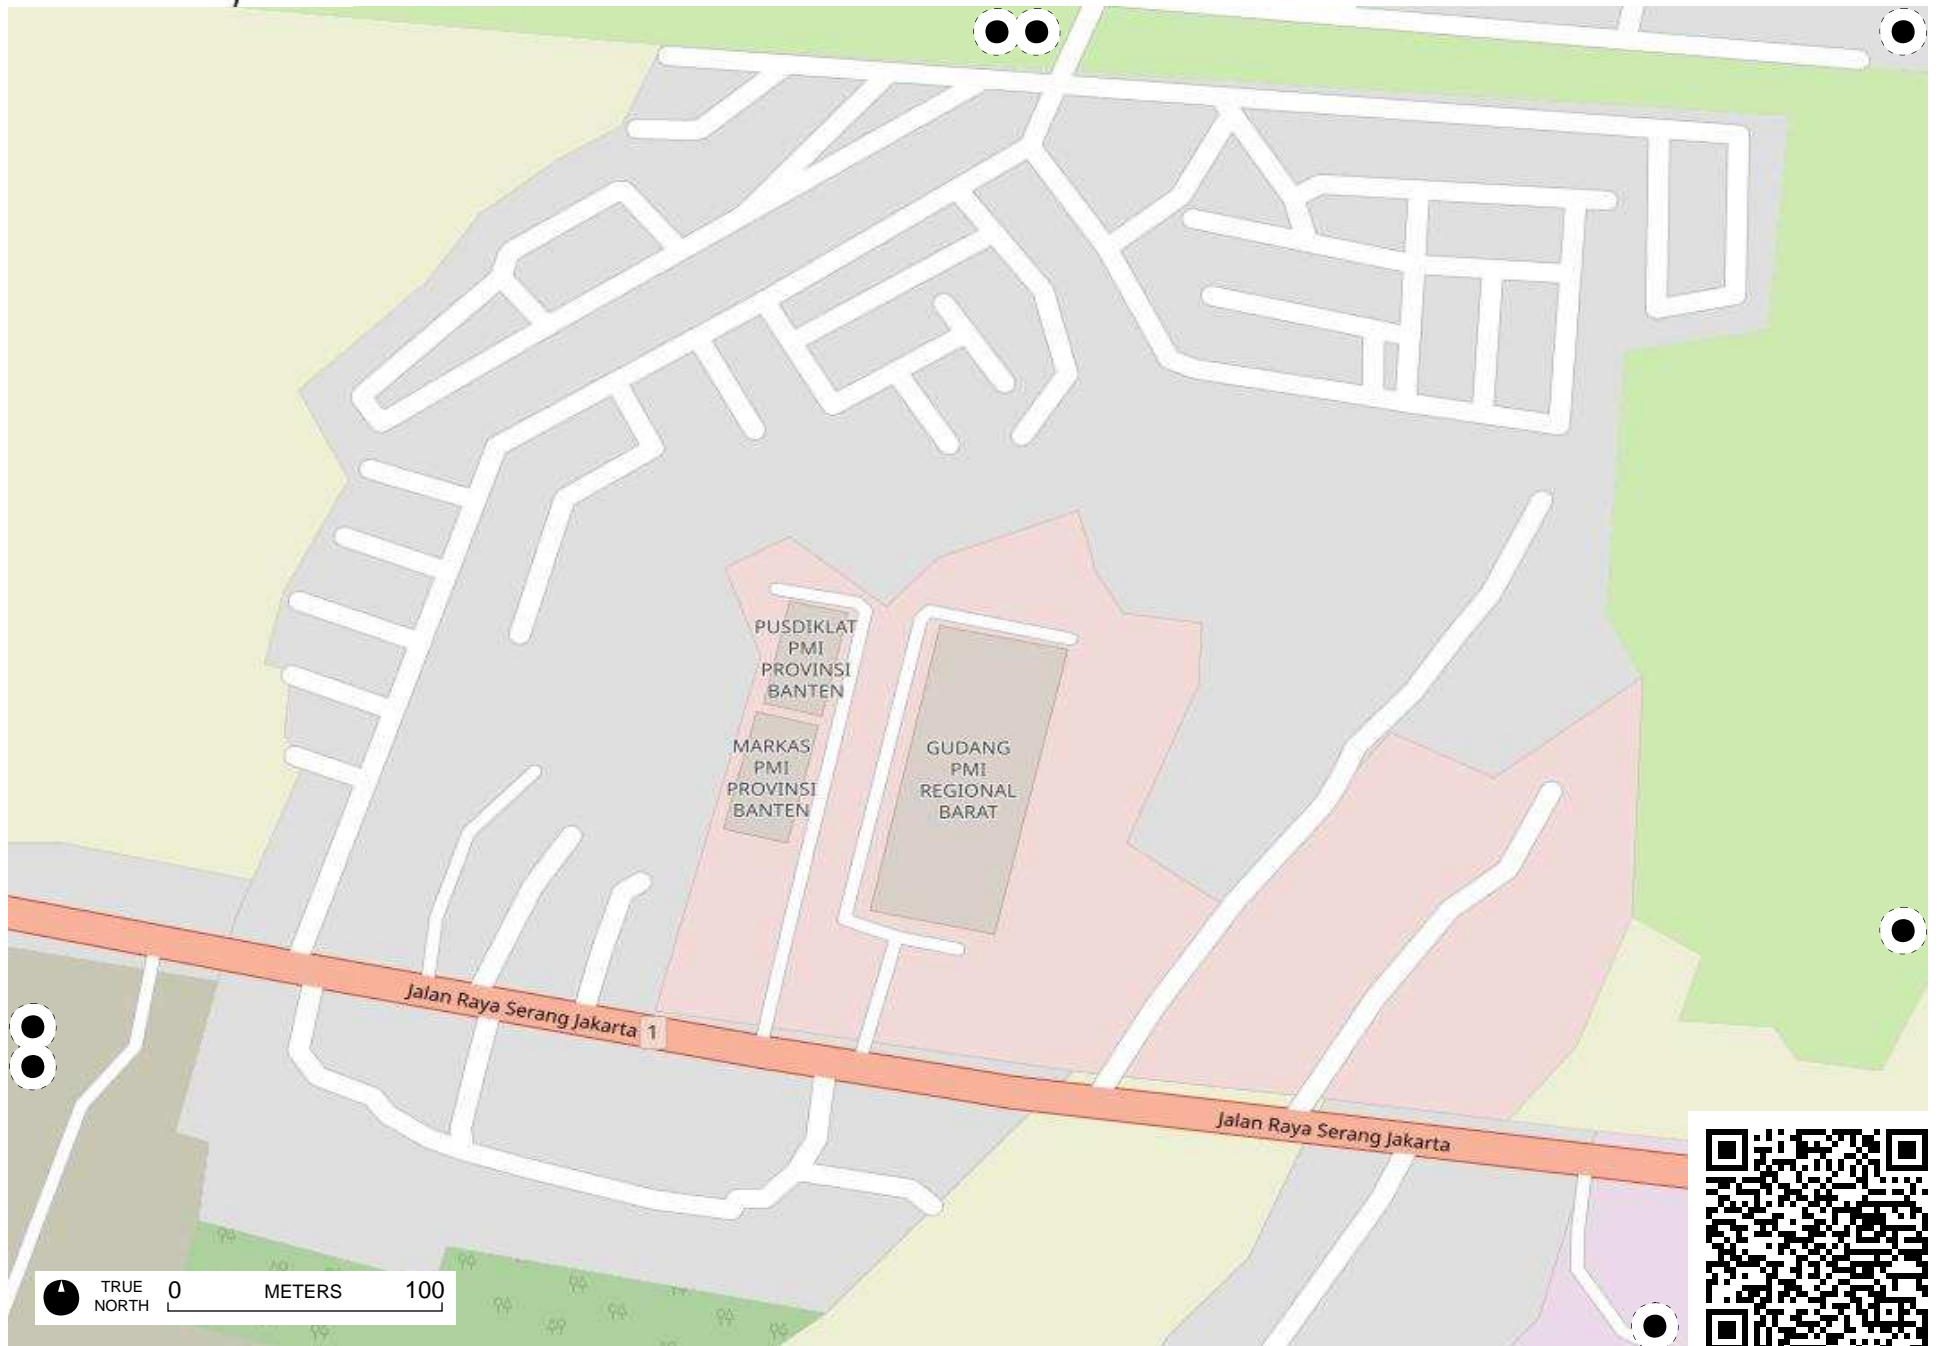 PUSDIKLAT
PMI
PROVINSI
BANTEN
MARKAS
PMI
PROVINSI
BANTEN
GUDANG
PMI
REGIONAL
BARAT
Jalan Raya Serang Jakarta 1
Jalan Raya Serang Jakarta
TRUE
NORTH
0 METERS 100